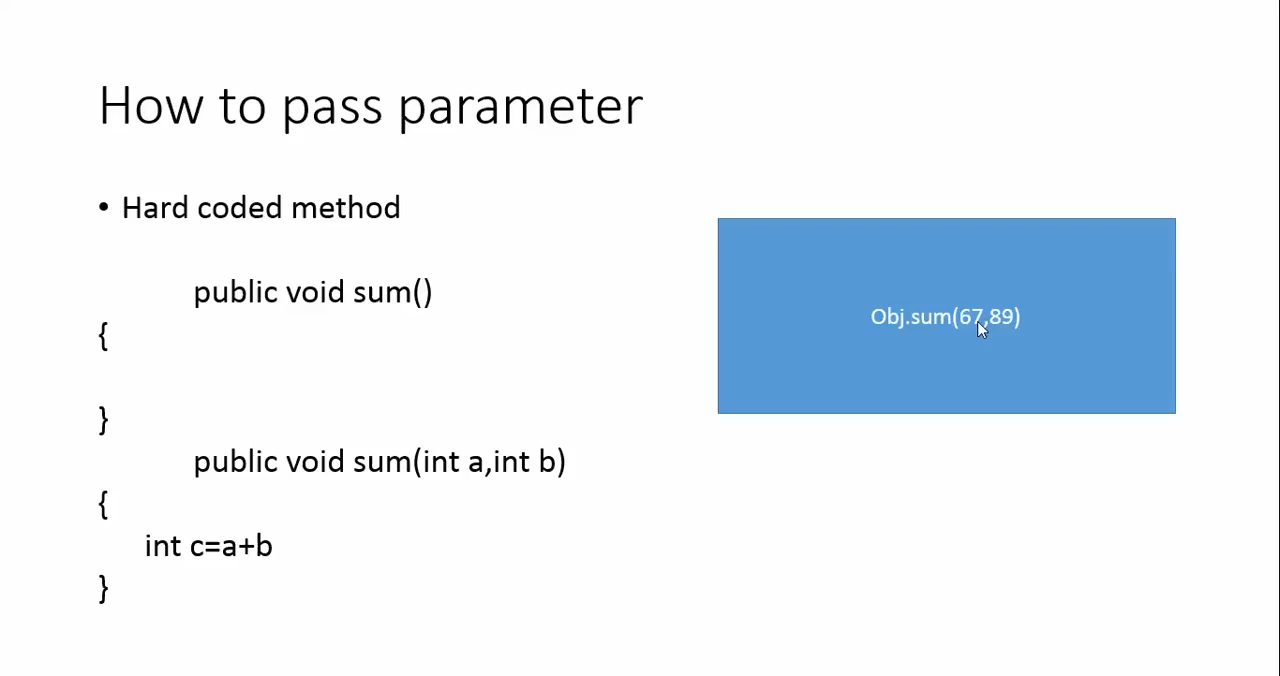 How to pass parameter
• Hard coded method
public void sum()
{
}
public void sum(int a,int b)
{
int c=a+b
}
Obj.sum(67,89)